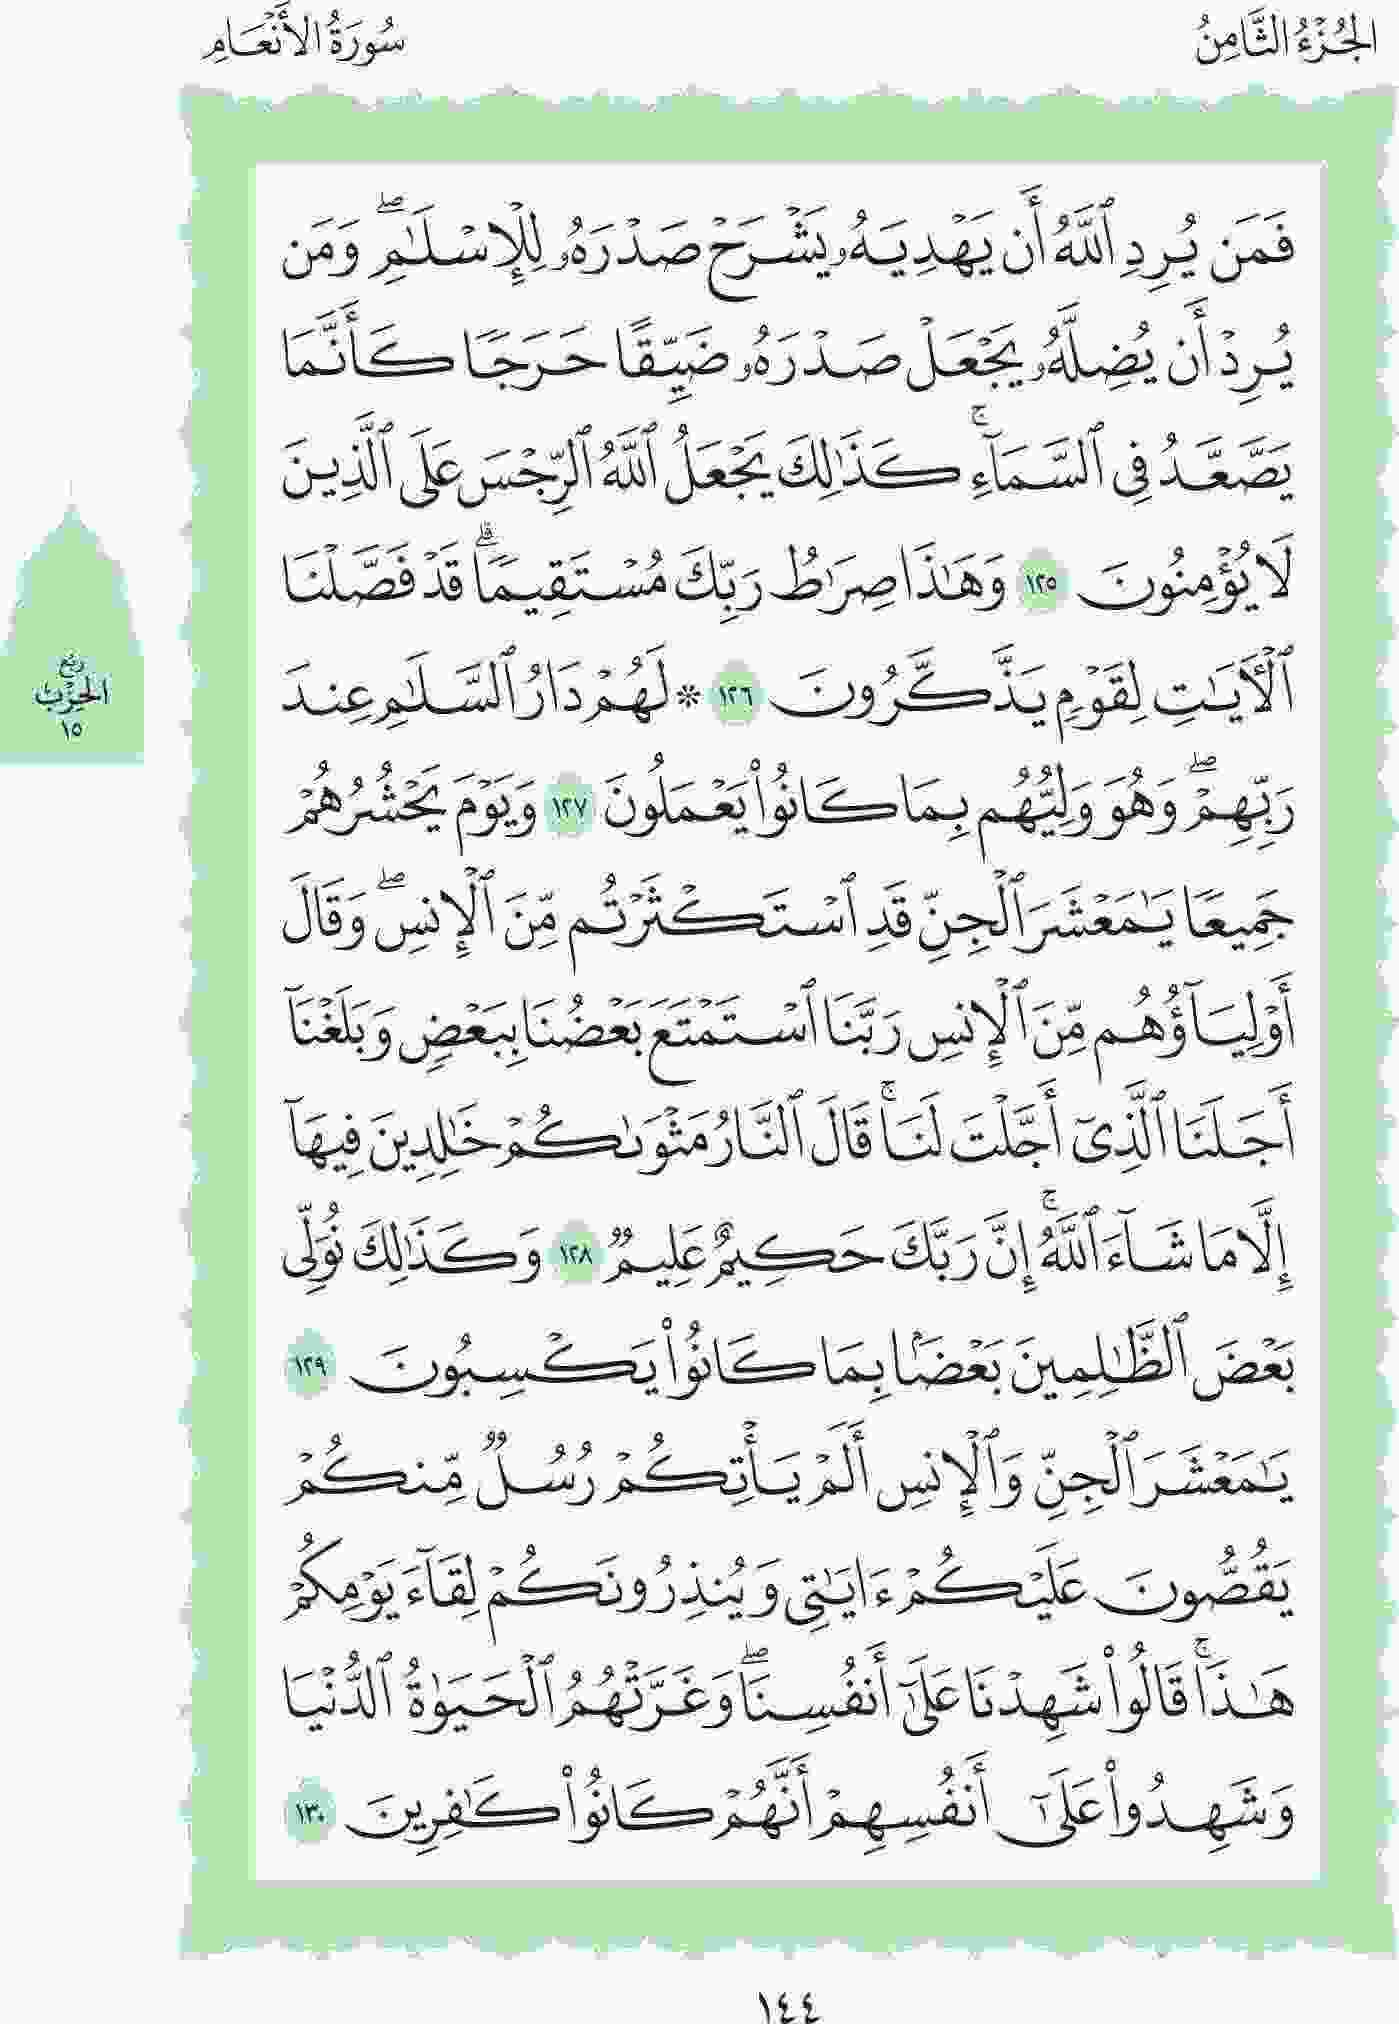 الجُزْءُ الثَّامِنُ
سُورَةُ الأَنْعَامِ
فَمَن يُرِدِ ٱللَّهُ أَن يَهْدِيَهُۥ يَشْرَحْ صَدْرَهُۥ لِلْإِسْلَٰمِۖ وَمَن
يُرِدْ أَن يُضِلَّهُۥ يَجْعَلْ صَدْرَهُۥ ضَيِّقًا حَرَجًا كَأَنَّمَا
يَصَّعَّدُ فِى ٱلسَّمَآءِۚ كَذَٰلِكَ يَجْعَلُ ٱللَّهُ ٱلرِّجْسَ عَلَى ٱلَّذِينَ
لَا يُؤْمِنُونَ ١٢٥ وَهَٰذَا صِرَٰطُ رَبِّكَ مُسْتَقِيمًاۗ قَدْ فَصَّلْنَا
ٱلْءَايَٰتِ لِقَوْمٍ يَذَّكَّرُونَ ١٢٦ * لَهُمْ دَارُ ٱلسَّلَٰمِ عِندَ
رَبِّهِمْۖ وَهُوَ وَلِيُّهُم بِمَا كَانُوا۟ يَعْمَلُونَ ١٢٧ وَيَوْمَ يَحْشُرُهُمْ
جَمِيعًا يَٰمَعْشَرَ ٱلْجِنِّ قَدِ ٱسْتَكْثَرْتُم مِّنَ ٱلْإِنسِۖ وَقَالَ
أَوْلِيَآؤُهُم مِّنَ ٱلْإِنسِ رَبَّنَا ٱسْتَمْتَعَ بَعْضُنَا بِبَعْضٍ وَبَلَغْنَآ
أَجَلَنَا ٱلَّذِىٓ أَجَّلْتَ لَنَاۚ قَالَ ٱلنَّارُ مَثْوَىٰكُمْ خَٰلِدِينَ فِيهَآ
إِلَّا مَا شَآءَ ٱللَّهُۚ إِنَّ رَبَّكَ حَكِيمٌ عَلِيمٌ ١٢٨ وَكَذَٰلِكَ نُوَلِّى
بَعْضَ ٱلظَّٰلِمِينَ بَعْضًۢا بِمَا كَانُوا۟ يَكْسِبُونَ ١٢٩
يَٰمَعْشَرَ ٱلْجِنِّ وَٱلْإِنسِ أَلَمْ يَأْتِكُمْ رُسُلٌ مِّنكُمْ
يَقُصُّونَ عَلَيْكُمْ ءَايَٰتِى وَيُنذِرُونَكُمْ لِقَآءَ يَوْمِكُمْ
هَٰذَاۚ قَالُوا۟ شَهِدْنَا عَلَىٰٓ أَنفُسِنَاۖ وَغَرَّتْهُمُ ٱلْحَيَوٰةُ ٱلدُّنْيَا
وَشَهِدُوا۟ عَلَىٰٓ أَنفُسِهِمْ أَنَّهُمْ كَانُوا۟ كَٰفِرِينَ ١٣٠
ربع
الحزب
١٥
١٤٤